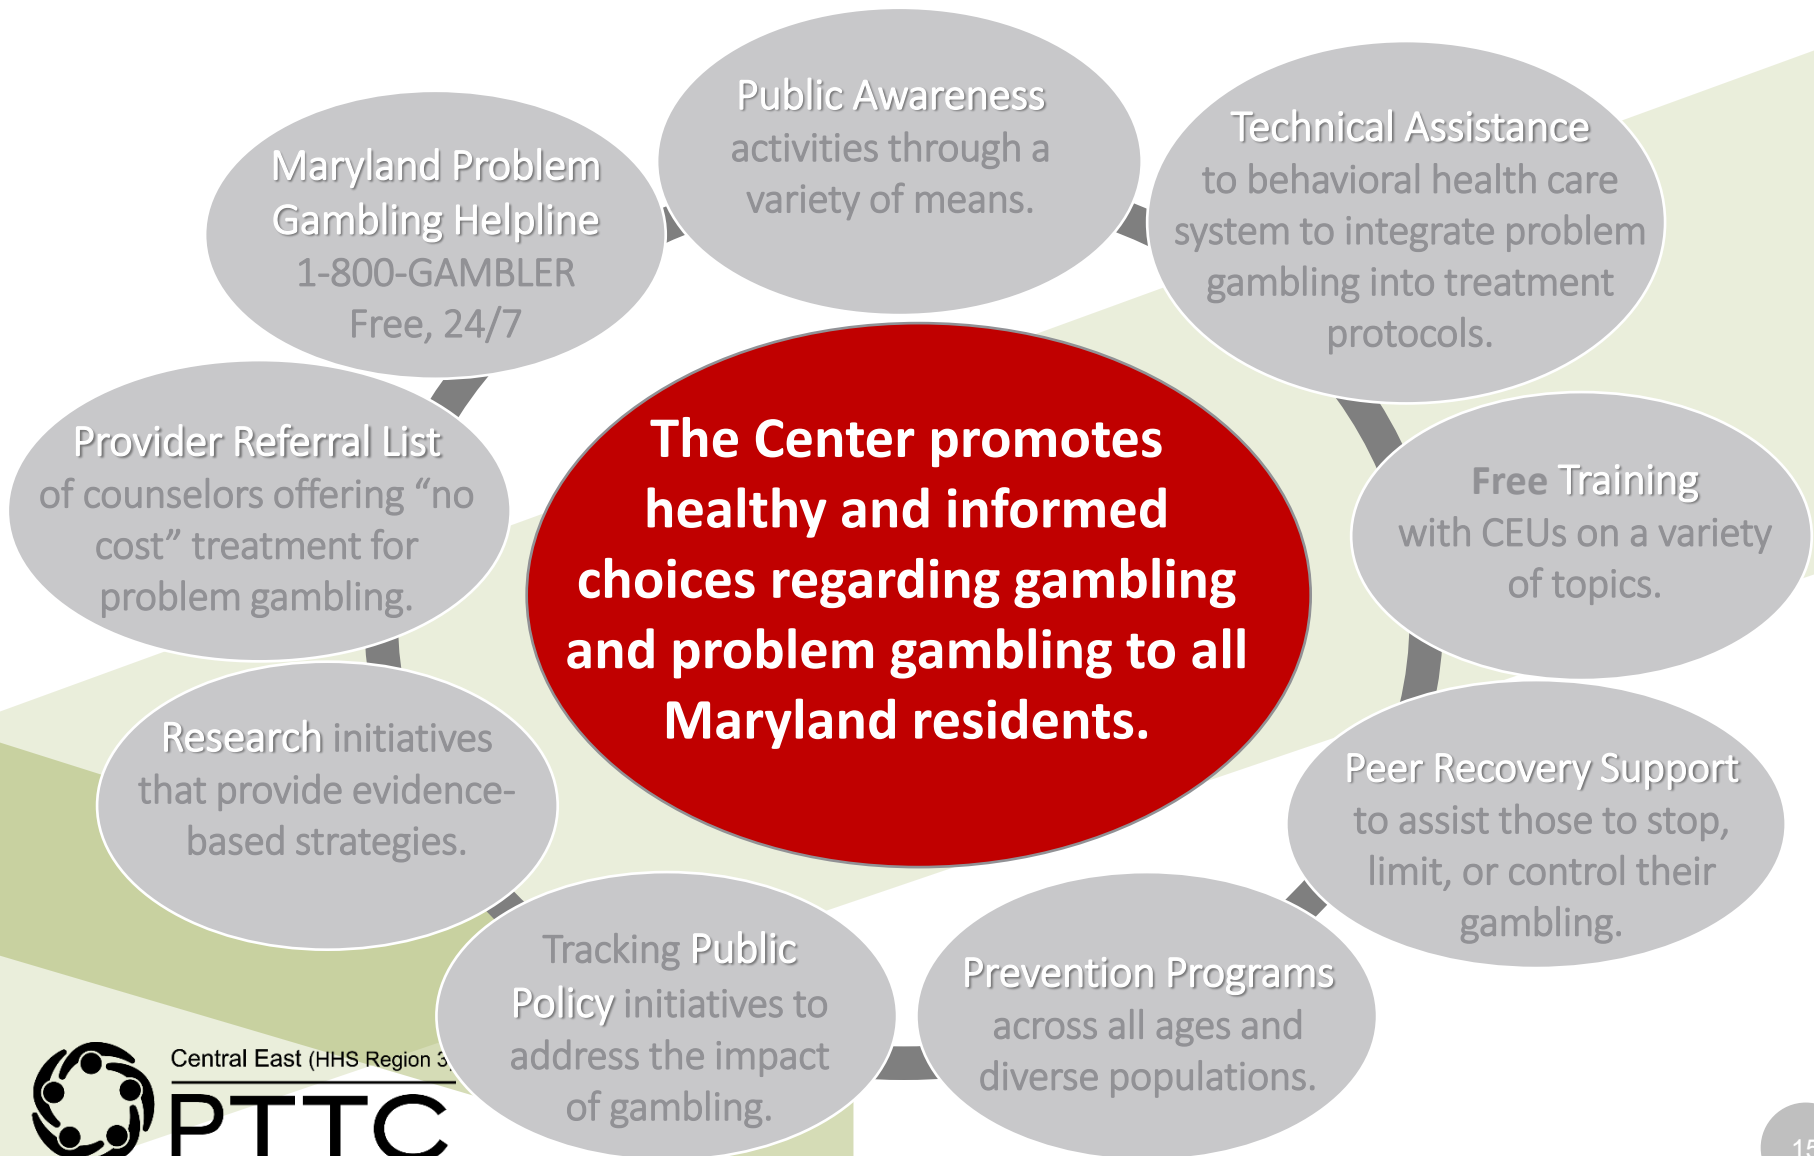 Public Awareness
activities through a
variety of means.
Technical Assistance
to behavioral health care
system to integrate problem
gambling into treatment
protocols.
Free Training
with CEUs on a variety
of topics.
Peer Recovery Support
to assist those to stop,
limit, or control their
gambling.
Prevention Programs
across all ages and
diverse populations.
Tracking Public
Policy initiatives to
address the impact
of gambling.
Research initiatives
that provide evidence-
based strategies.
Provider Referral List
of counselors offering “no
cost” treatment for
problem gambling.
Maryland Problem
Gambling Helpline
1-800-GAMBLER
Free, 24/7
The Center promotes
healthy and informed
choices regarding gambling
and problem gambling to all
Maryland residents.
Central East (HHS Region 3)
PTTC
15